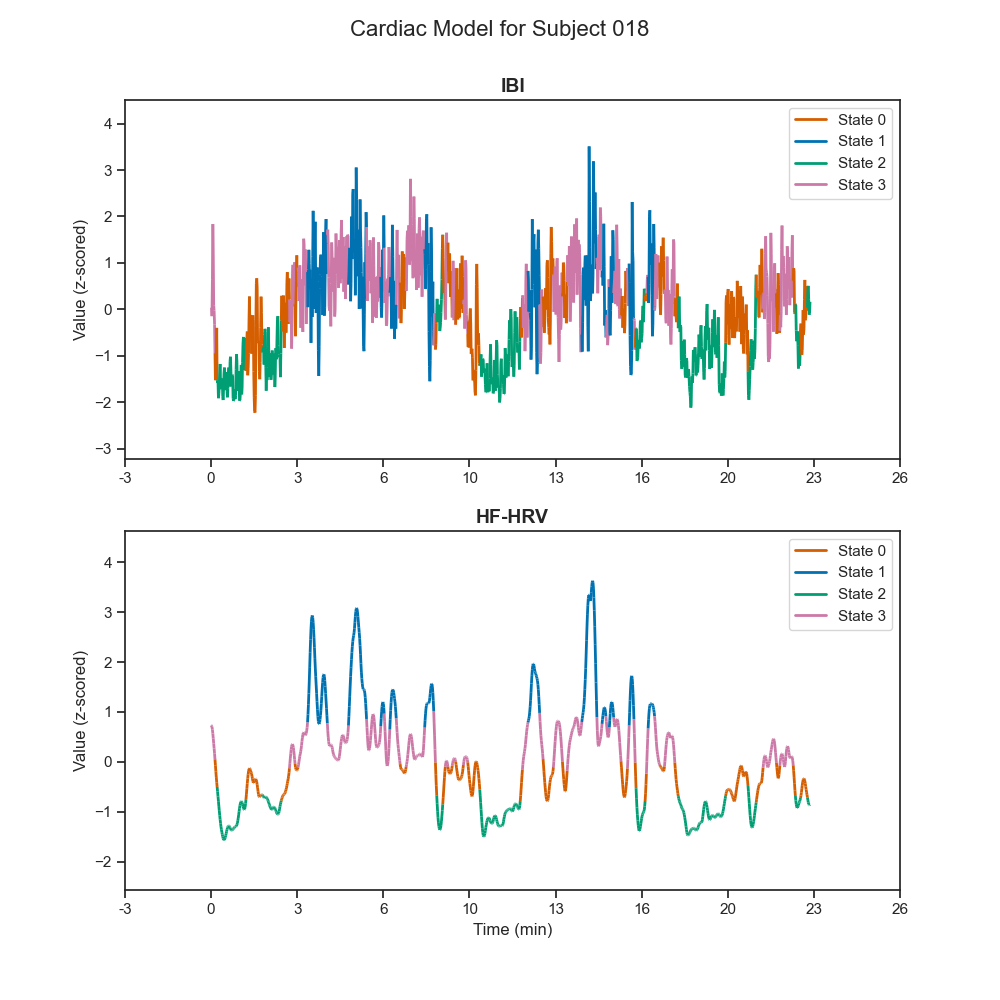 Cardiac Model for Subject 018
IBI
Value (z-scored)
4
3
2
1
0
−1
−2
−3
-3 0 3 6 10 13 16 20 23 26
State 0
State 1
State 2
State 3
HF-HRV
Value (z-scored)
4
3
2
1
0
−1
−2
-3 0 3 6 10 13 16 20 23 26
State 0
State 1
State 2
State 3
Time (min)